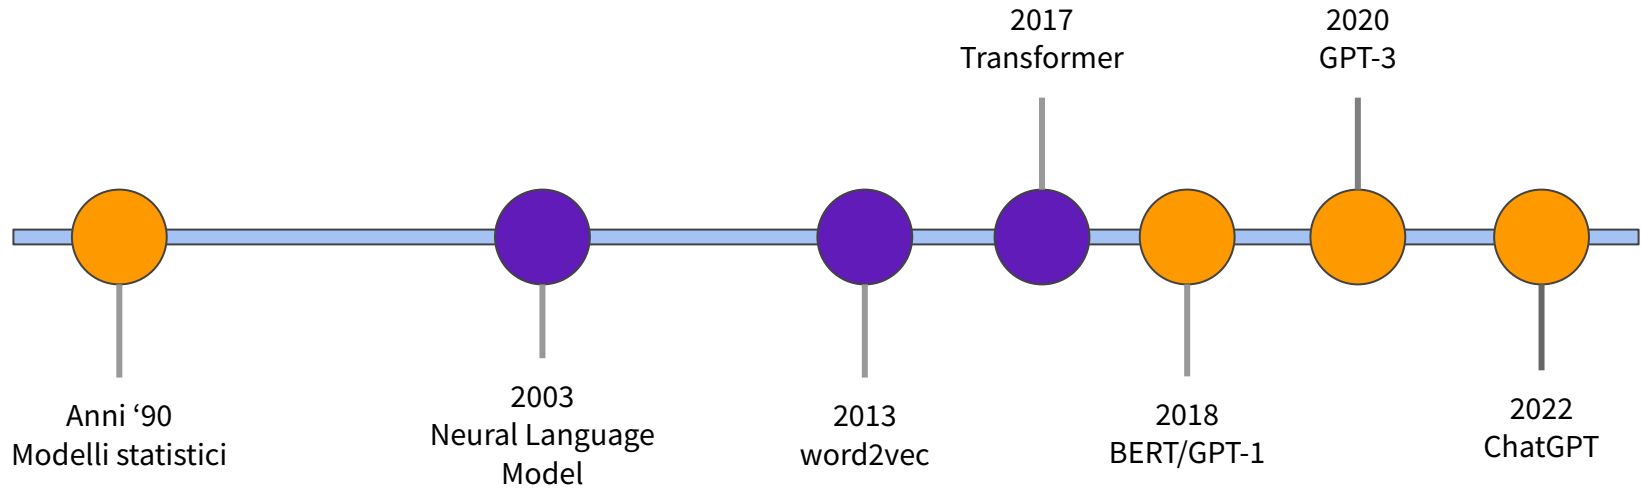 Anni ‘90
Modelli statistici
2003
Neural Language
Model
2013
word2vec
2017
Transformer
2018
BERT/GPT-1
2020
GPT-3
2022
ChatGPT